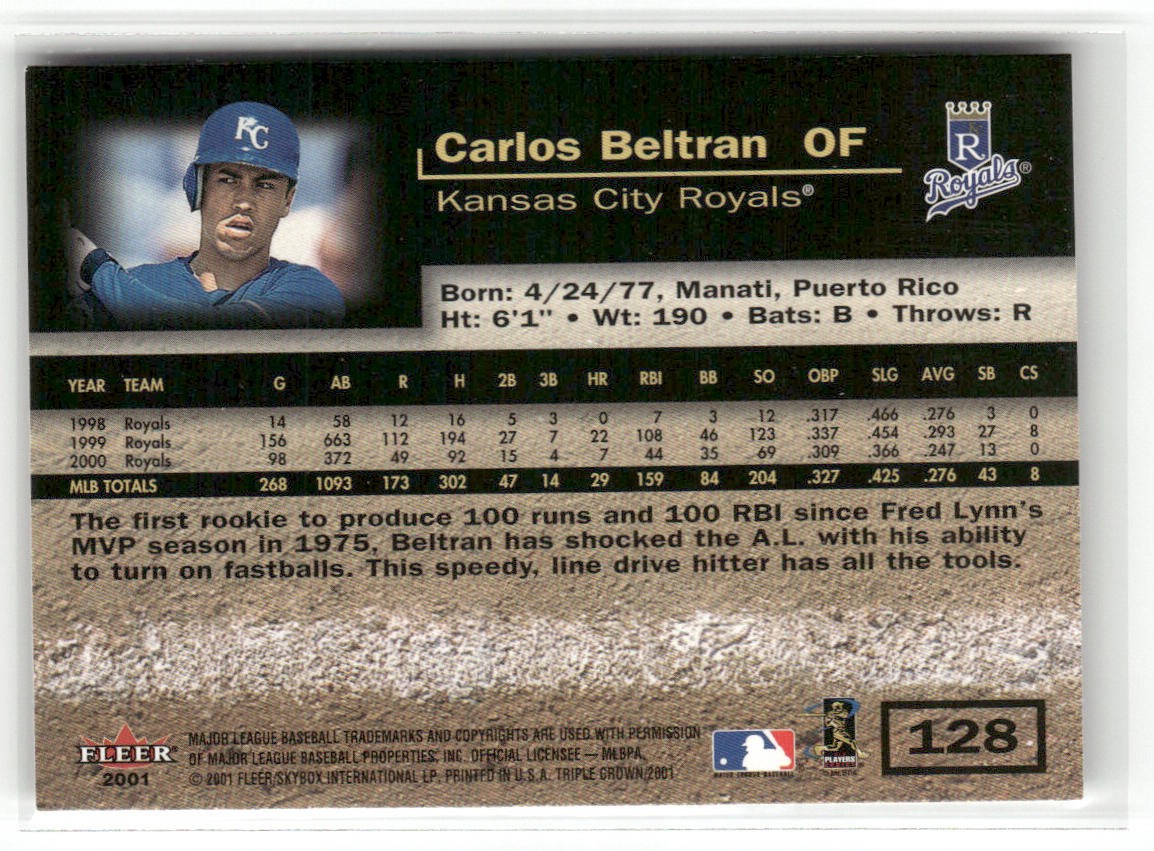 KC
Carlos Beltran OF
Kansas City Royals®
R
Royals®
Born: 4/24/77, Manati, Puerto Rico
Ht: 6'1" • Wt: 190 • Bats: B • Throws: R
YEAR TEAM G AB R H 2B 3B HR RBI BB SO OBP SLG AVG SB CS
1998 Royals 14 58 12 16 5 3 0 7 3 12 .317 .466 .276 3 0
1999 Royals 156 663 112 194 27 7 22 108 46 123 .337 .454 .293 27 8
2000 Royals 98 372 49 92 15 4 7 44 35 69 .309 .366 .247 13 0
MLB TOTALS 268 1093 173 302 47 14 29 159 84 204 .327 .425 .276 43 8
The first rookie to produce 100 runs and 100 RBI since Fred Lynn's
MVP season in 1975, Beltran has shocked the A.L. with his ability
to turn on fastballs. This speedy, line drive hitter has all the tools.
FLEER®
2001
MAJOR LEAGUE BASEBALL TRADEMARKS AND COPYRIGHTS ARE USED WITH PERMISSION
OF MAJOR LEAGUE BASEBALL PROPERTIES, INC. OFFICIAL LICENSEE — MLBPA.
© 2001 FLEER/SKYBOX INTERNATIONAL LP. PRINTED IN U.S.A. TRIPLE CROWN/2001
MAJOR LEAGUE BASEBALL
PLAYERS
128